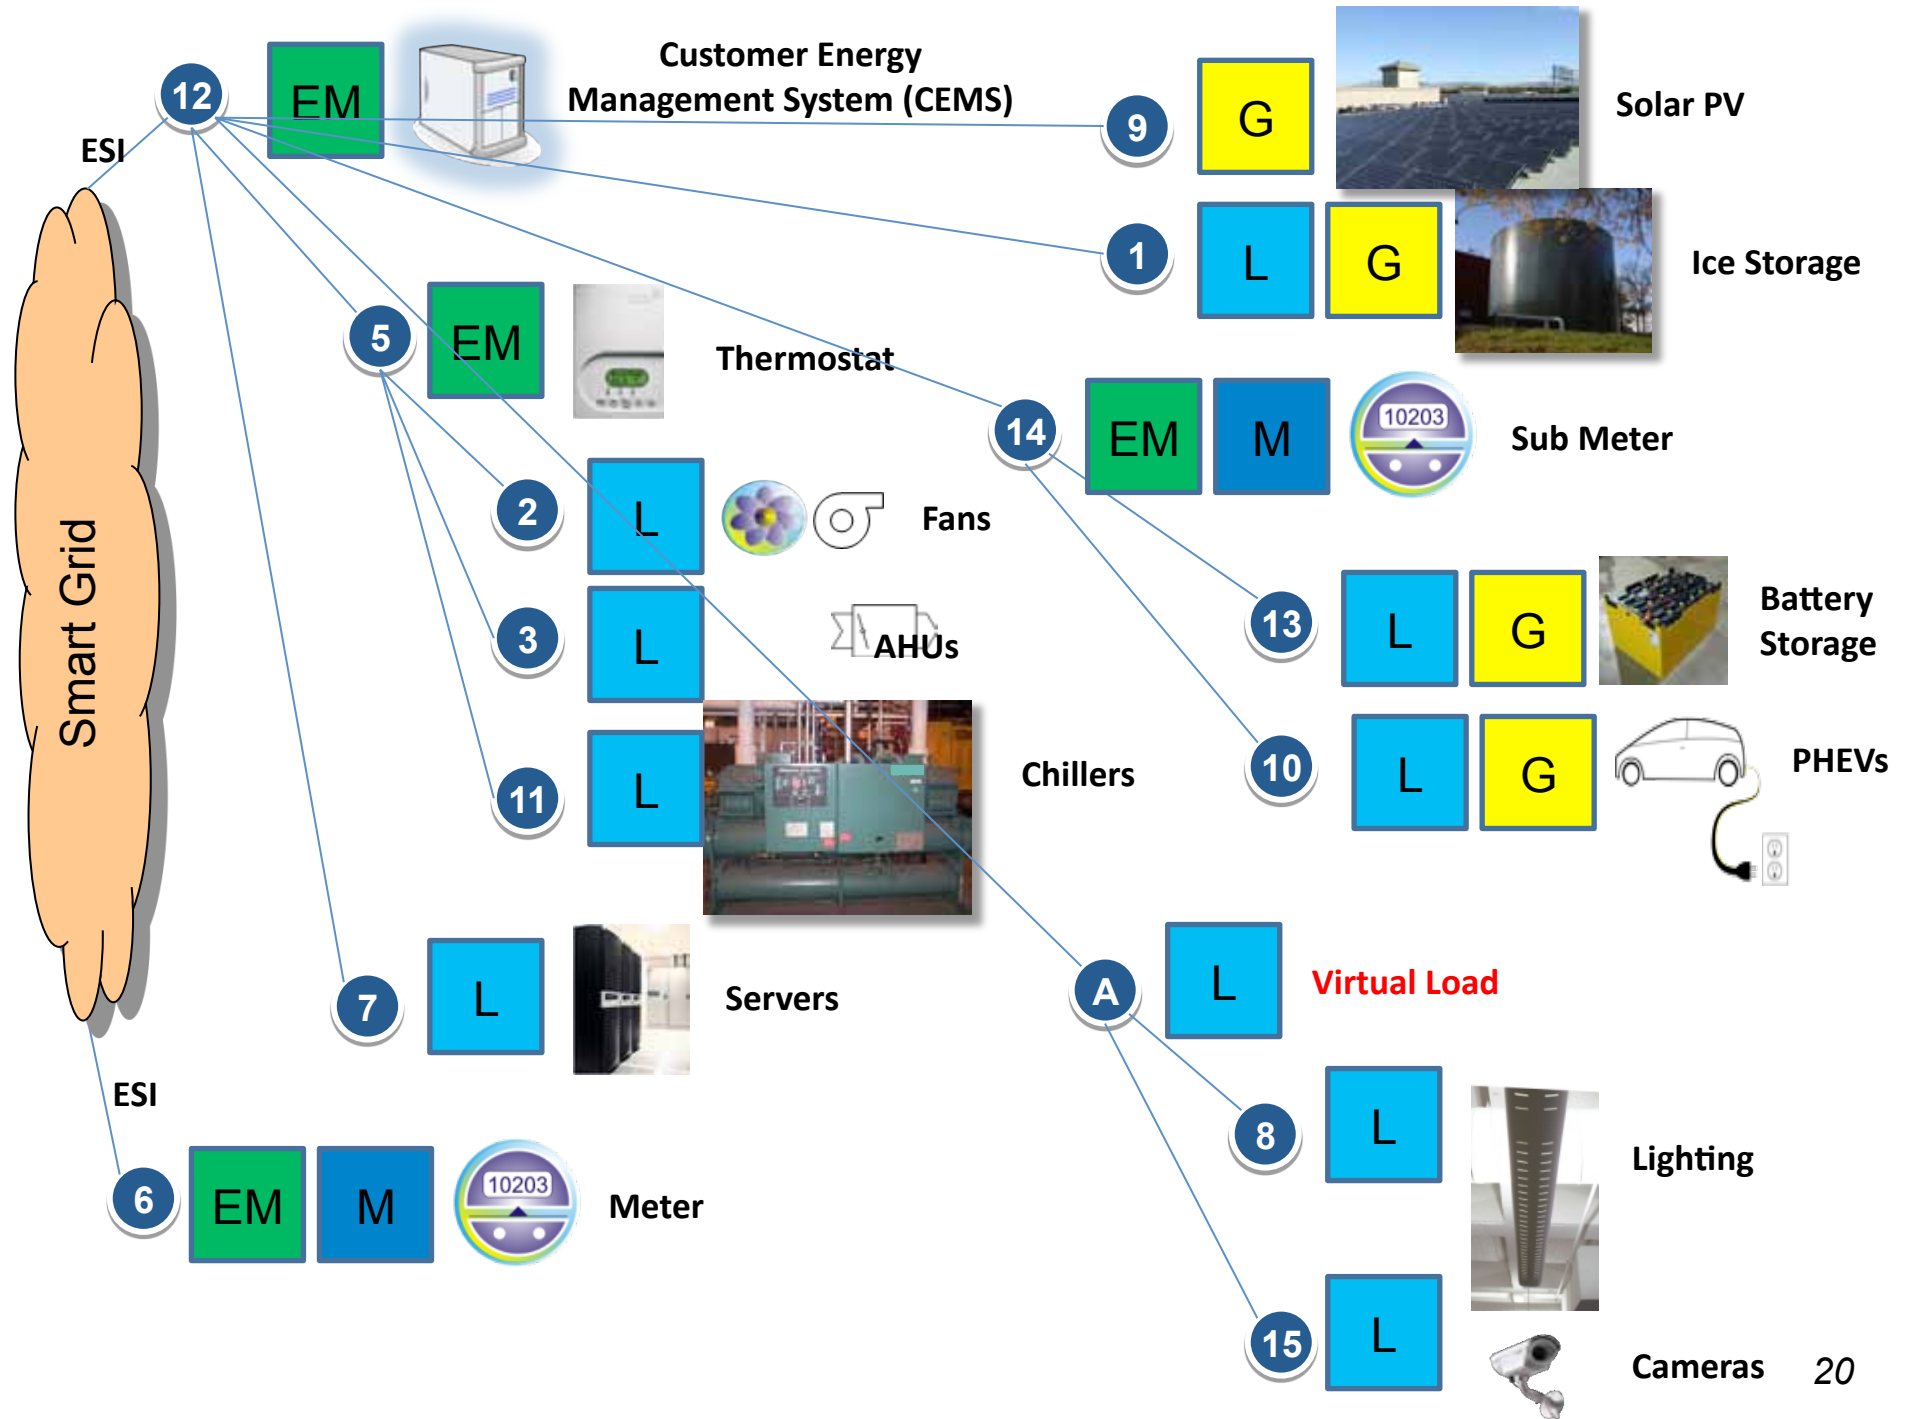 12
EM
Customer Energy
Management System (CEMS)
9
G
Solar PV
ESI
1
L
G
Ice Storage
5
EM
Thermostat
14
EM
M
10203
Sub Meter
2
L
Fans
Smart Grid
3
L
AHUs
13
L
G
Battery
Storage
11
L
Chillers
10
L
G
PHEVs
7
L
Servers
A
L
Virtual Load
ESI
8
L
Lighting
6
EM
M
10203
Meter
15
L
Cameras
20